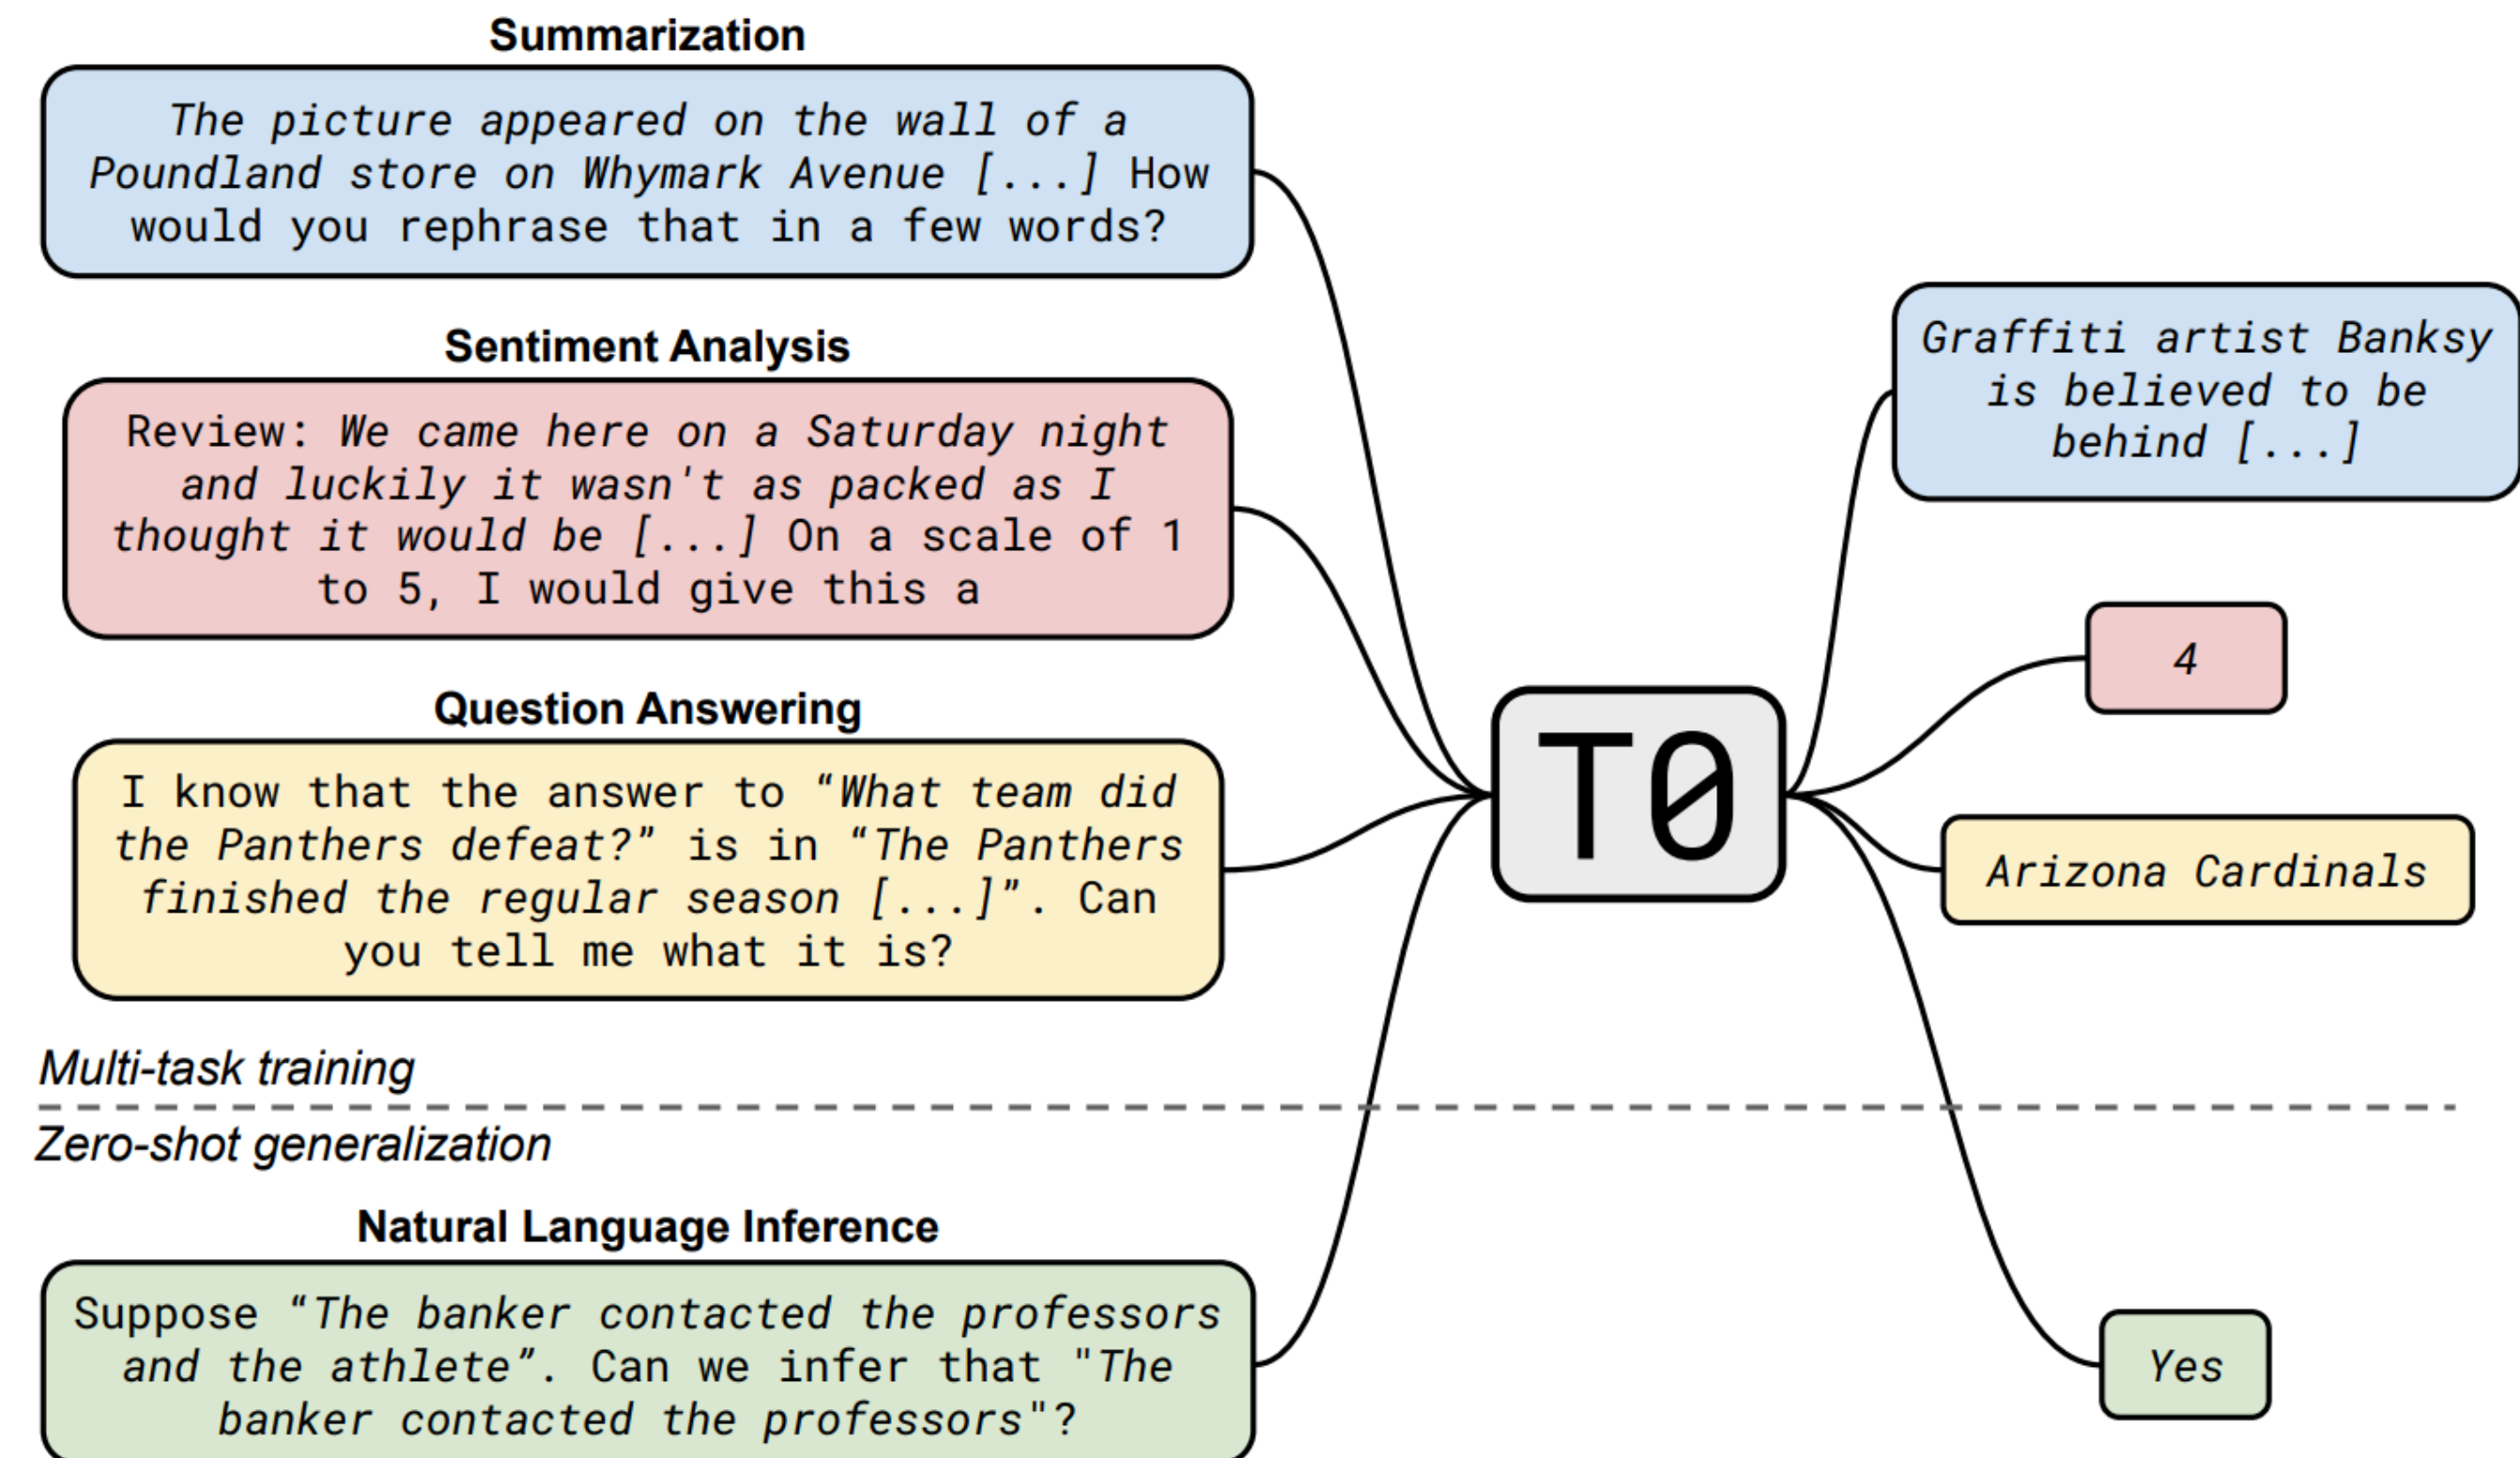 Summarization
The picture appeared on the wall of a
Poundland store on Whymark Avenue [...] How
would you rephrase that in a few words?
Sentiment Analysis
Review: We came here on a Saturday night
and luckily it wasn't as packed as I
thought it would be [...] On a scale of 1
to 5, I would give this a
Question Answering
I know that the answer to “What team did
the Panthers defeat?” is in “The Panthers
finished the regular season [...]”. Can
you tell me what it is?
Multi-task training
Zero-shot generalization
Natural Language Inference
Suppose “The banker contacted the professors
and the athlete”. Can we infer that "The
banker contacted the professors"?
T0
Graffiti artist Banksy
is believed to be
behind [...]
4
Arizona Cardinals
Yes